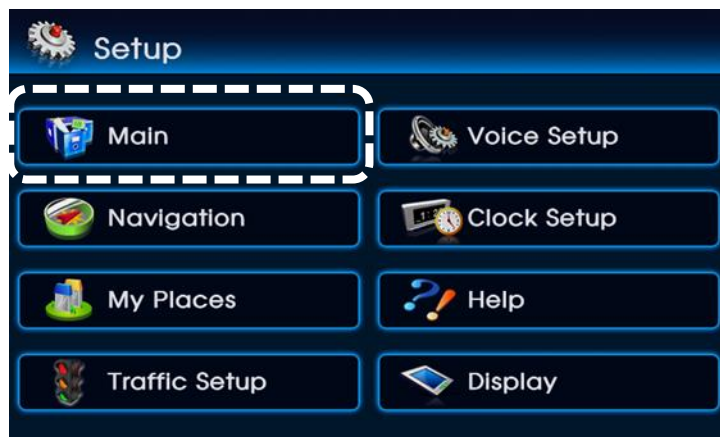 Setup
Main
Voice Setup
Navigation
Clock Setup
My Places
Help
Traffic Setup
Display